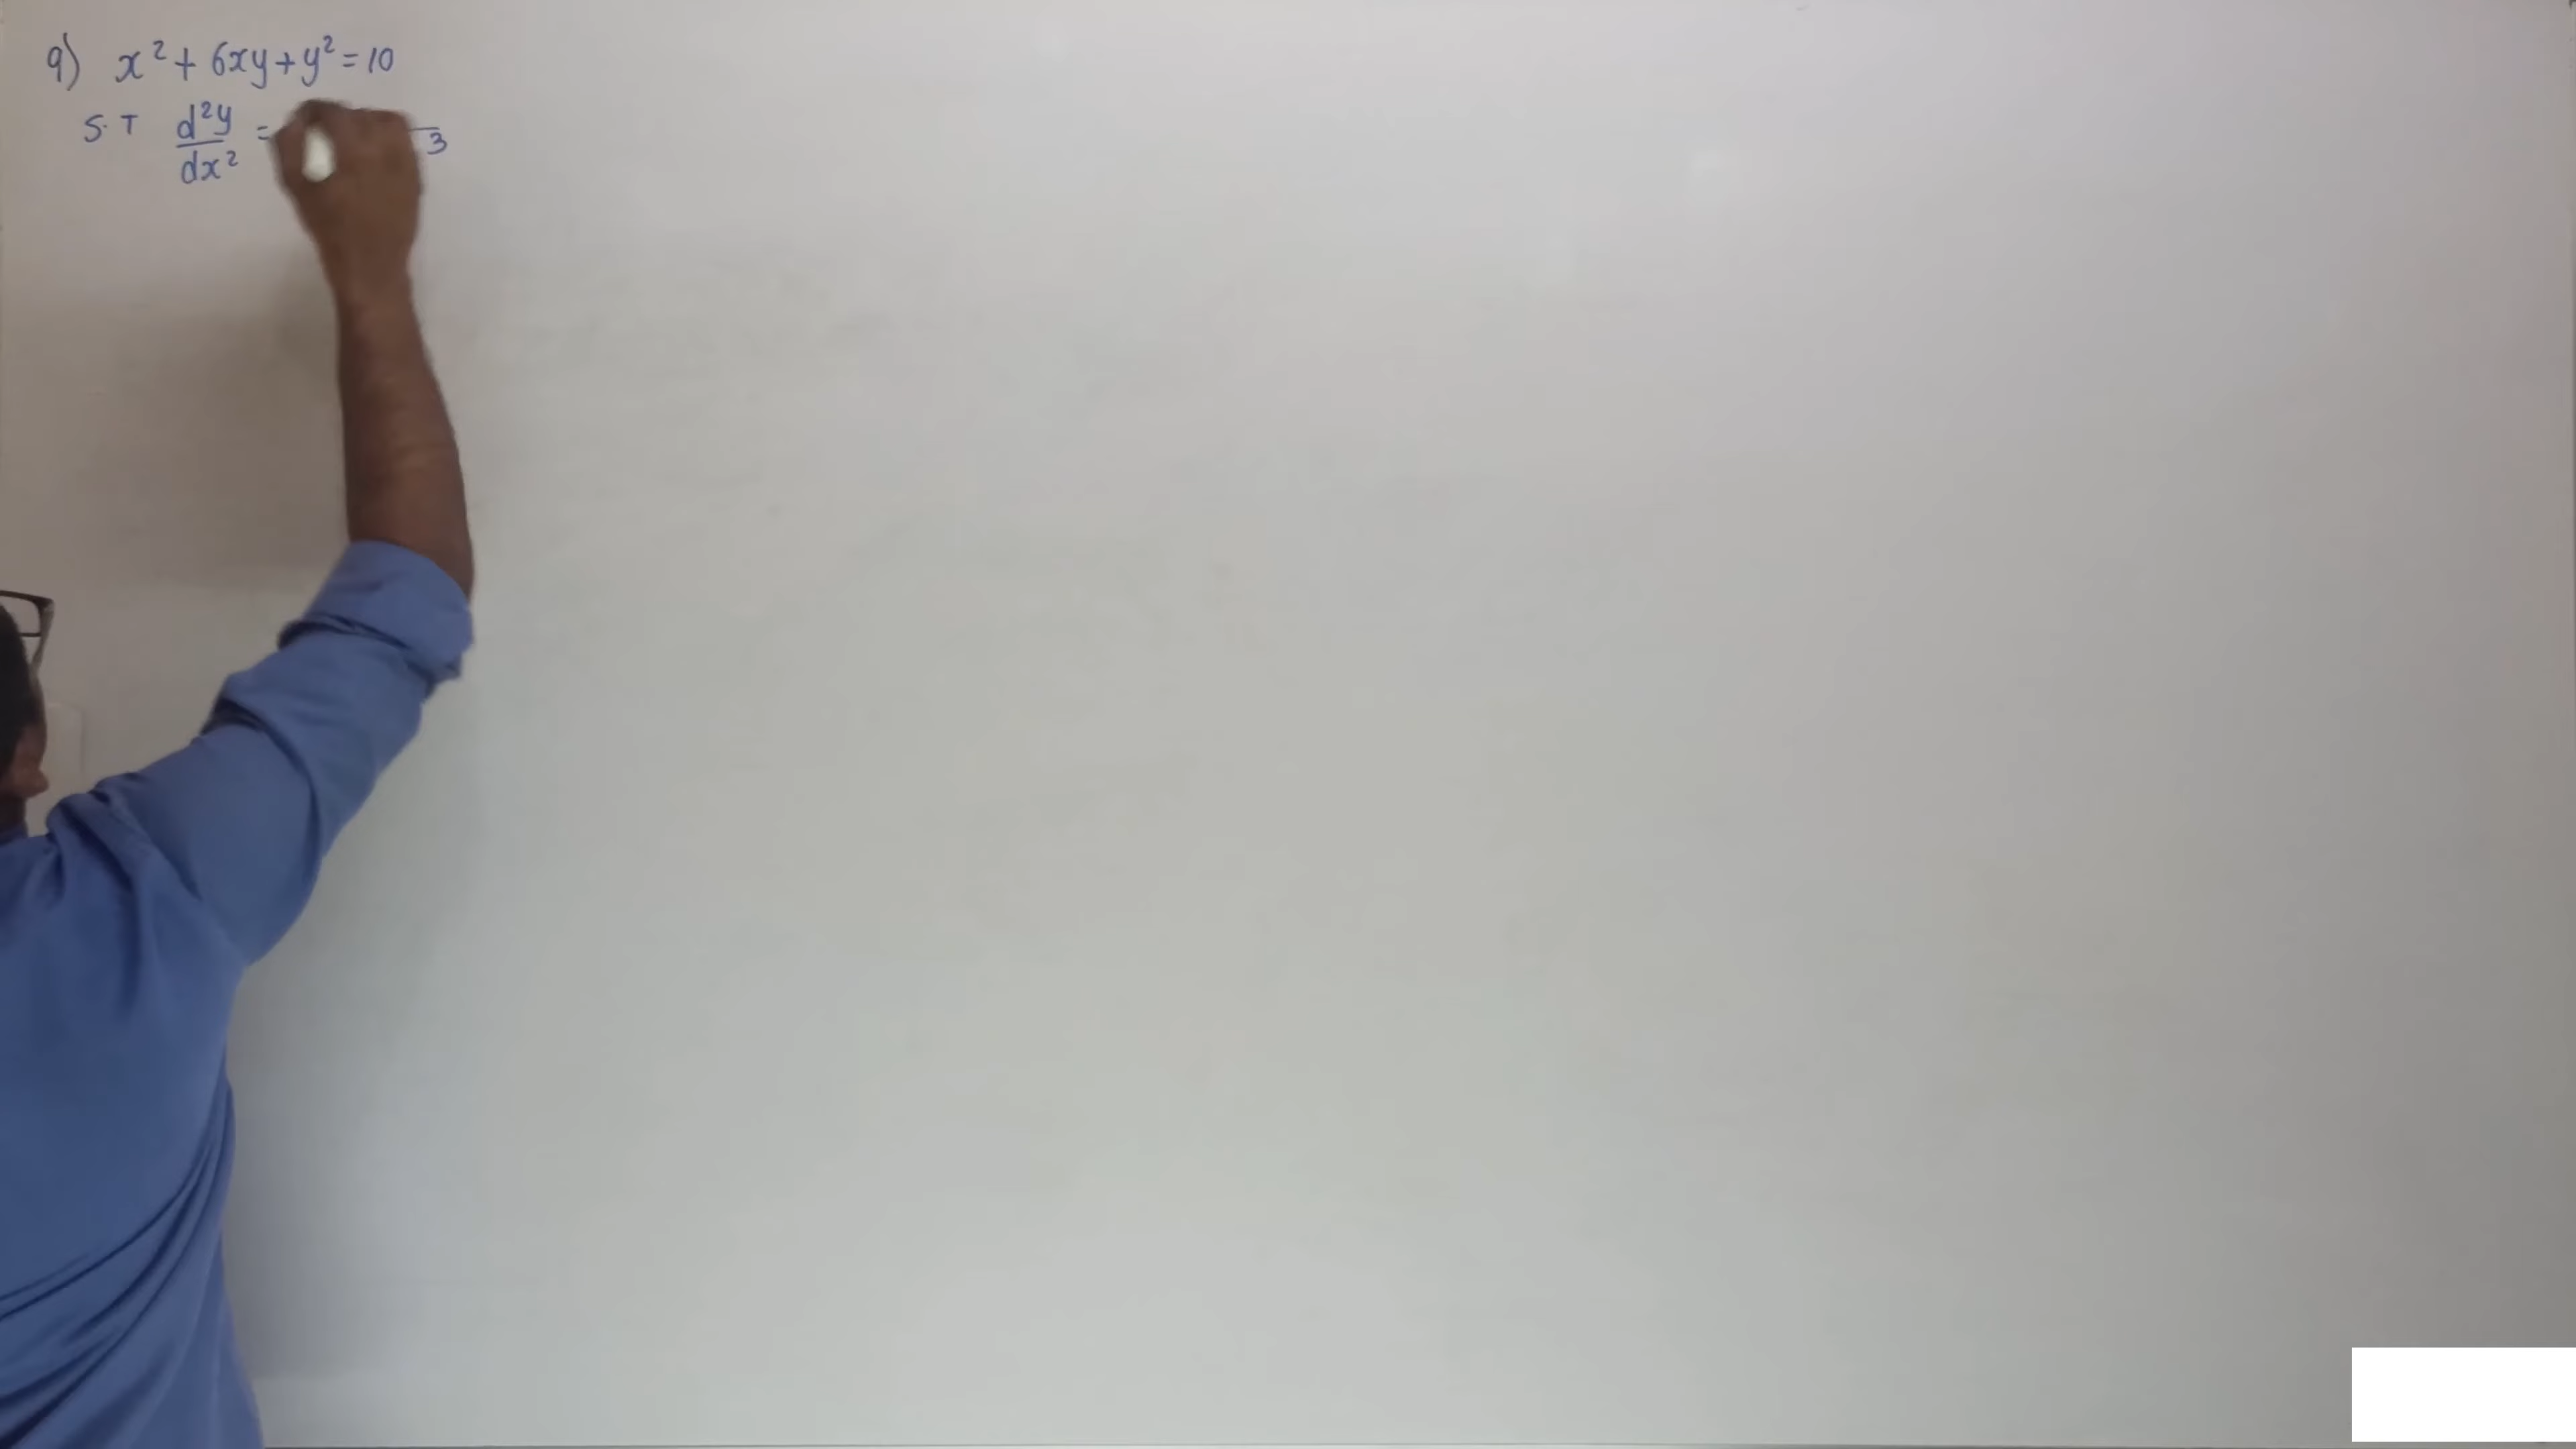 9) x² + 6xy + y² = 10
S.T d²y/dx² = 3